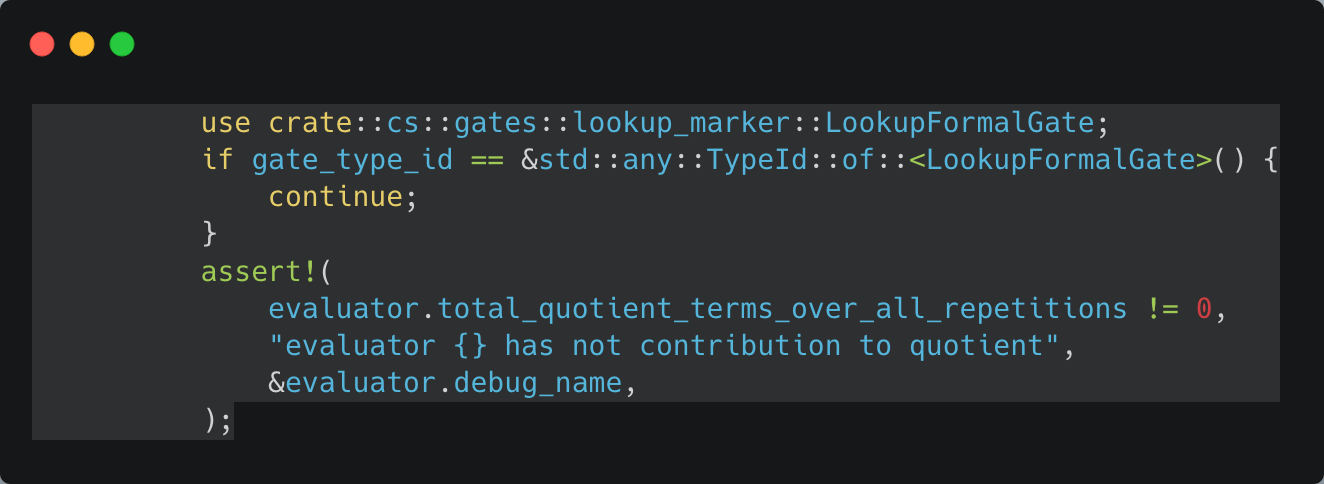 use crate::cs::gates::lookup_marker::LookupFormalGate;
if gate_type_id == &std::any::TypeId::of::<LookupFormalGate>() {
continue;
}
assert!(
evaluator.total_quotient_terms_over_all_repetitions != 0,
"evaluator {} has not contribution to quotient",
&evaluator.debug_name,
);